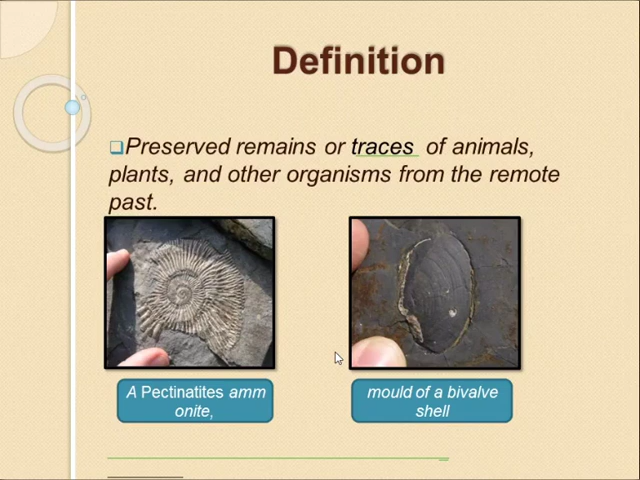 Definition
Preserved remains or traces of animals,
plants, and other organisms from the remote
past.
A Pectinatites amm
onite,
mould of a bivalve
shell